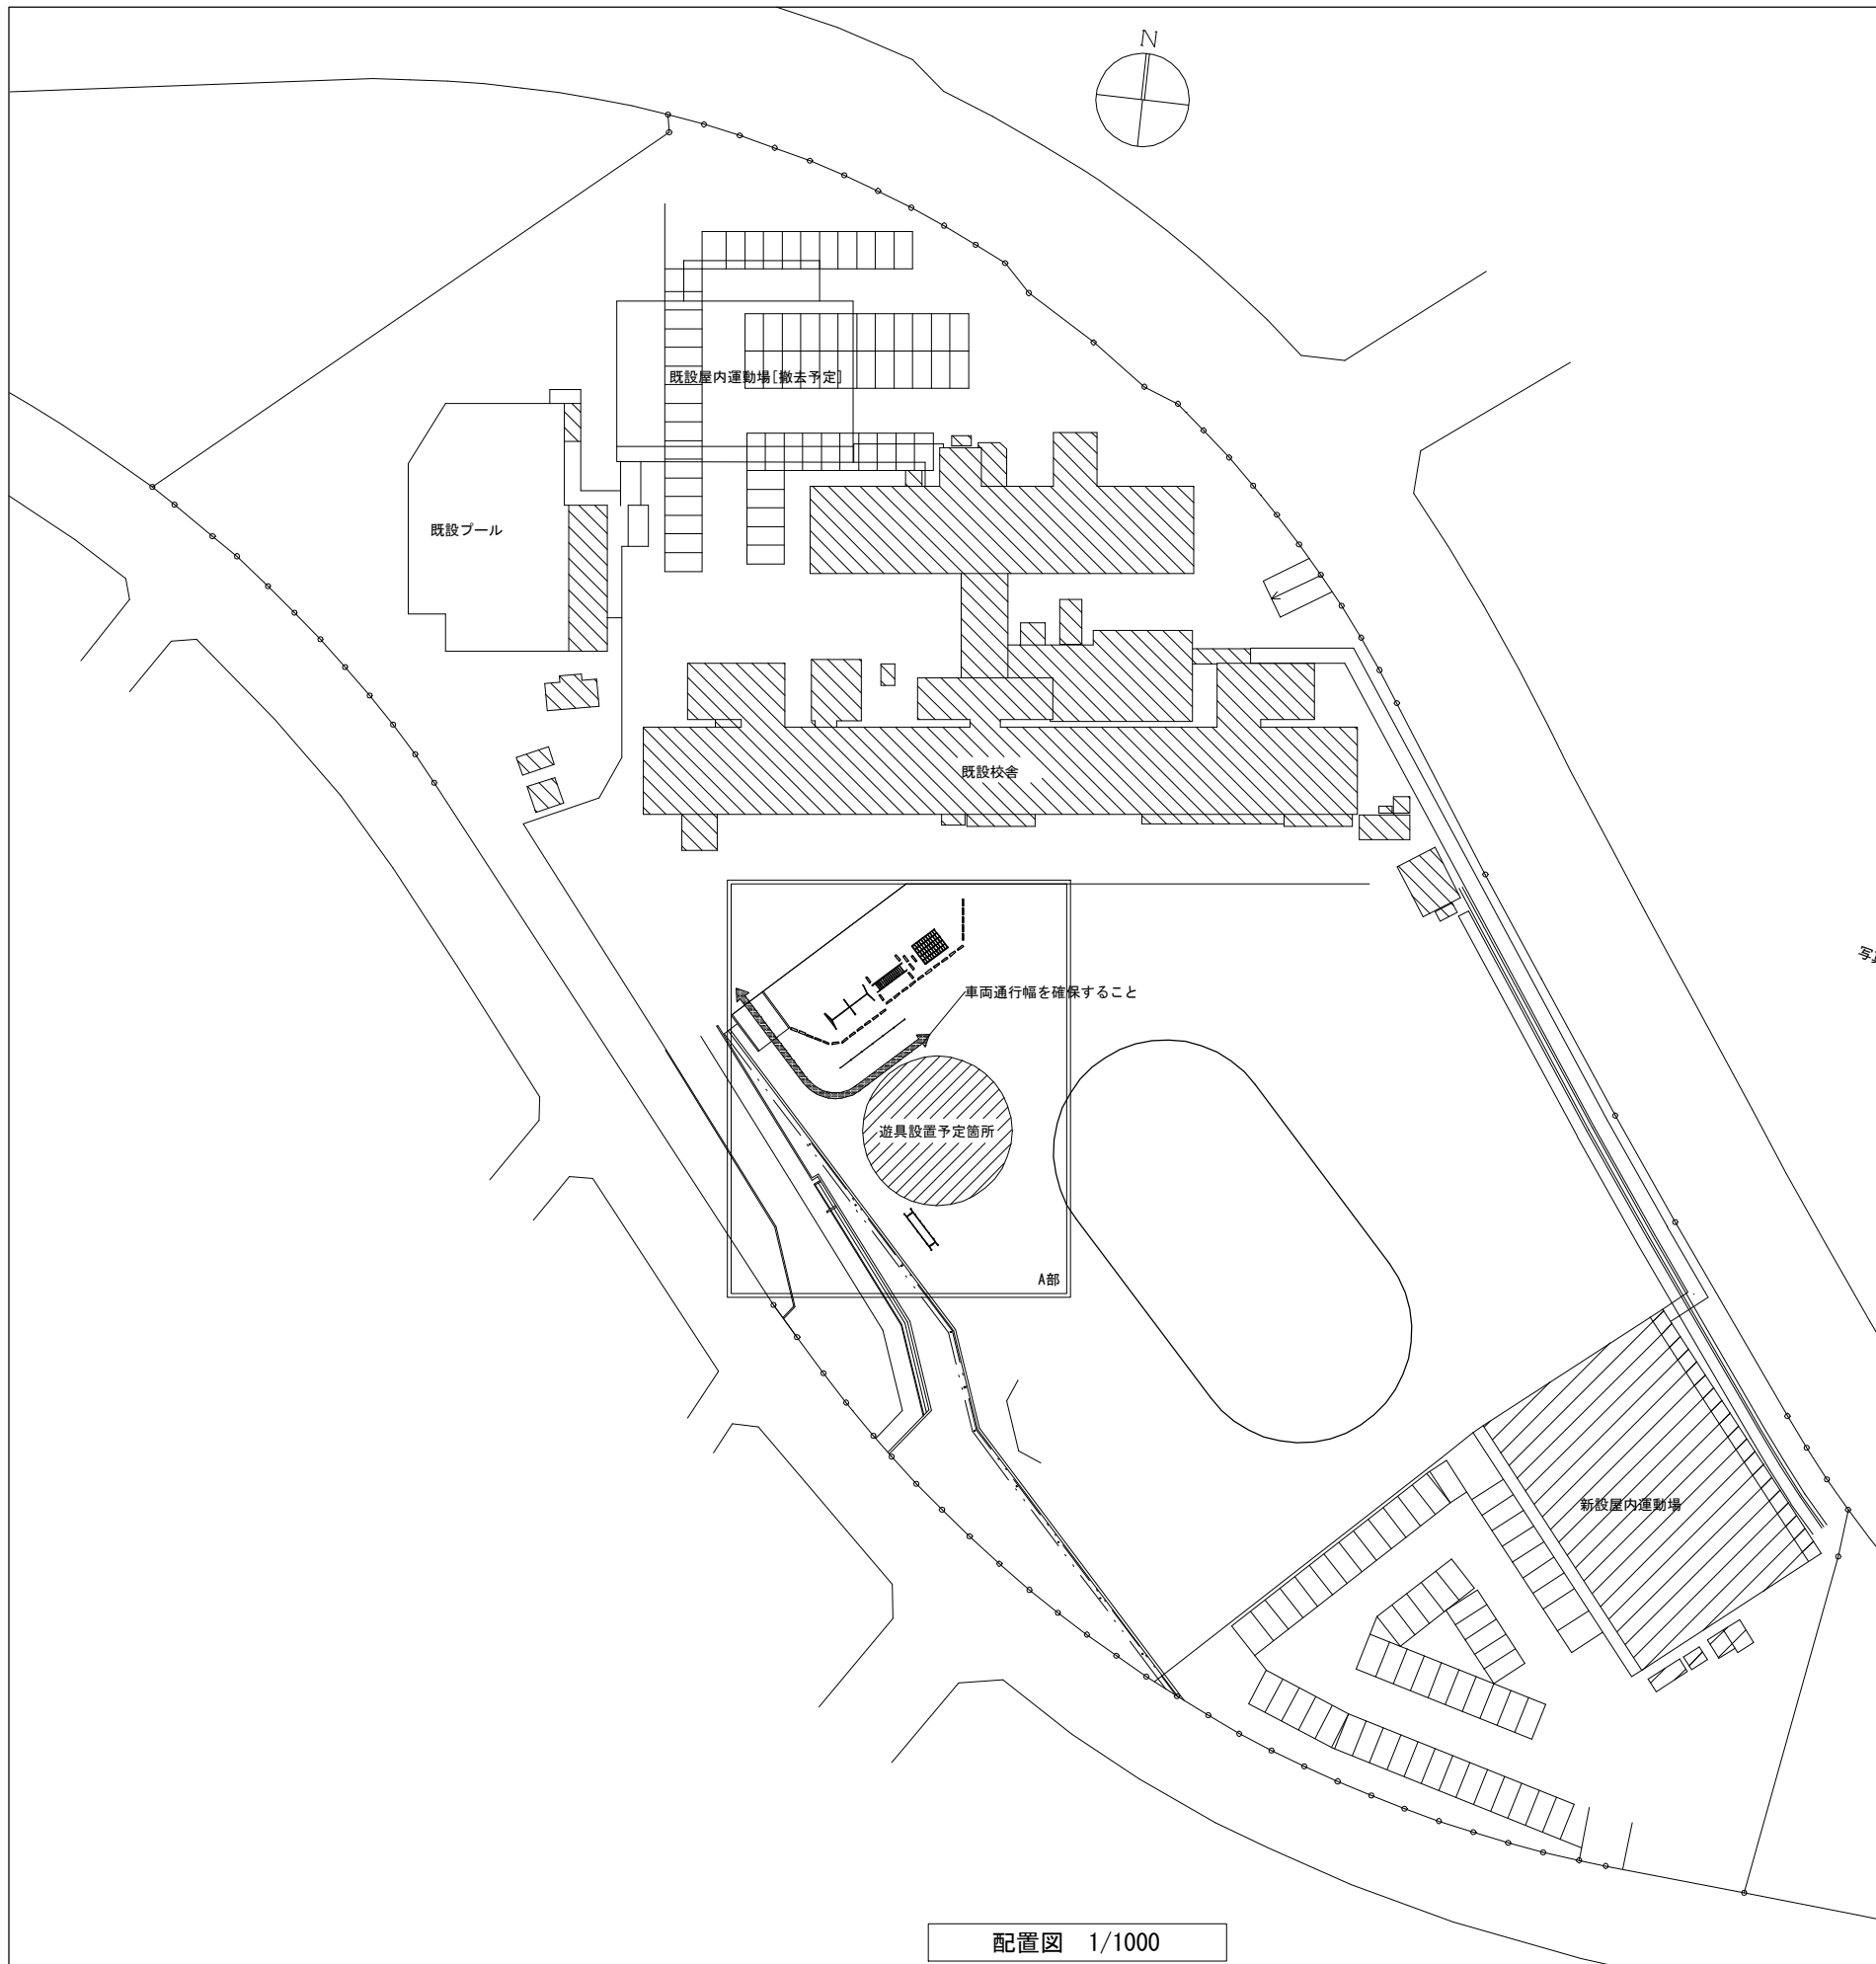 N
既設屋内運動場[撤去予定]
既設プール
既設校舎
車両通行幅を確保すること
遊具設置予定箇所
A部
新設屋内運動場
配置図 1/1000